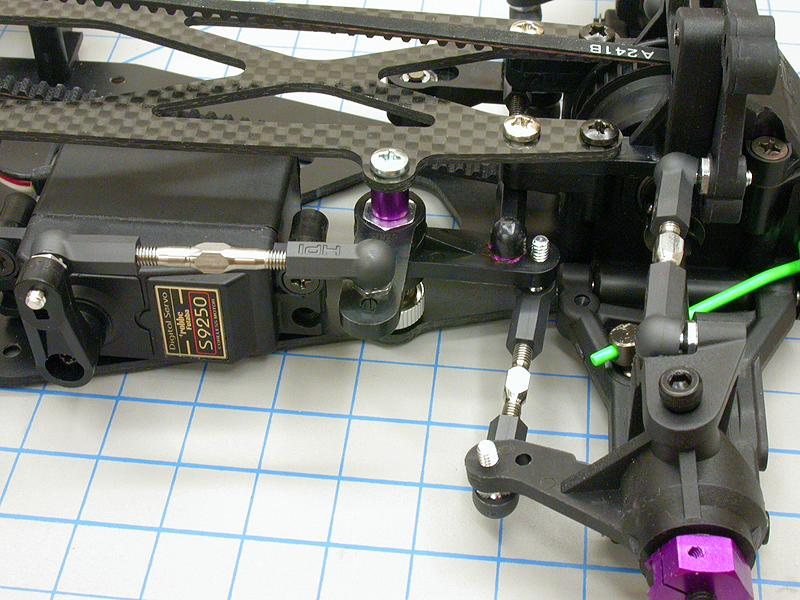 A241B
HPI
Digital Servo
Futaba
S9250